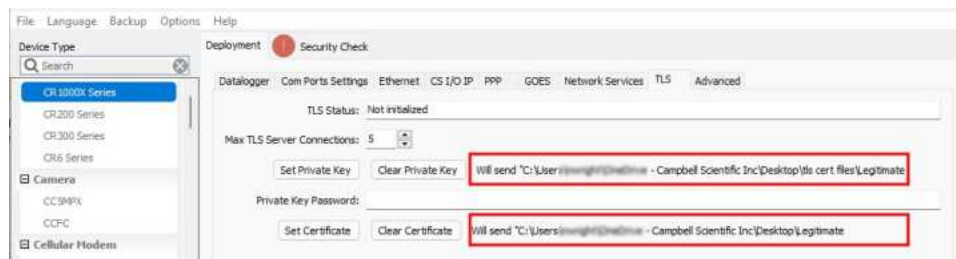 File Language Backup Options Help
Device Type
Search
CR1000X Series
CR200 Series
CR300 Series
CR6 Series
Camera
CC5MPX
CCFC
Cellular Modem
Deployment Security Check
Datalogger Com Ports Settings Ethernet CS I/O IP PPP GOES Network Services TLS Advanced
TLS Status: Not initialized
Max TLS Server Connections: 5
Set Private Key Clear Private Key Will send "C:\User - Campbell Scientific Inc\Desktop\tls cert files\Legitimate
Private Key Password:
Set Certificate Clear Certificate Will send "C:\Users - Campbell Scientific Inc\Desktop\Legitimate